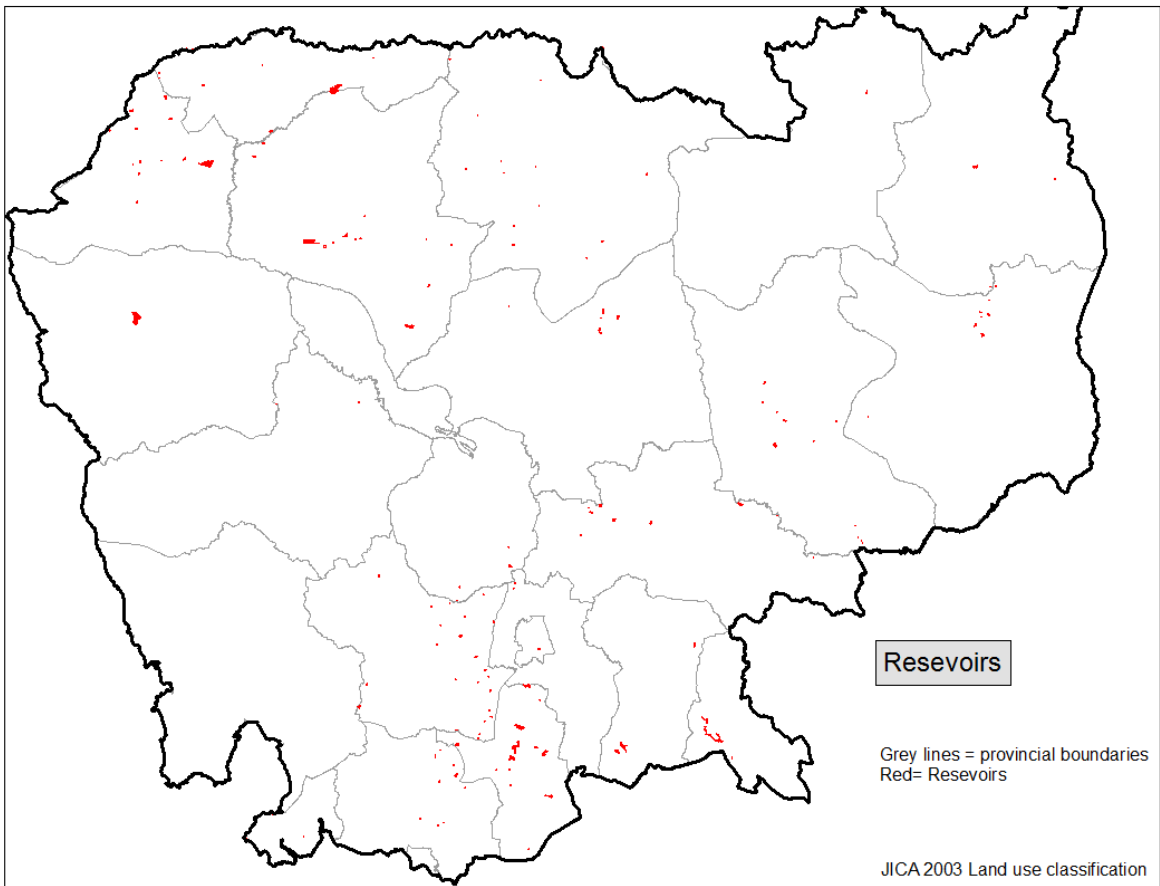 Resevoirs
Grey lines = provincial boundaries
Red= Resevoirs
JICA 2003 Land use classification